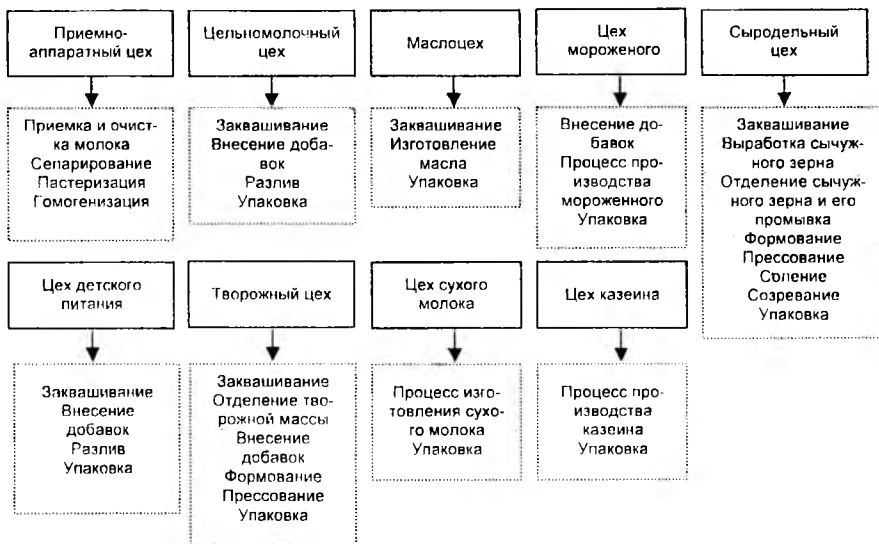 Приемно-
аппаратный цех
Приемка и очист-
ка молока
Сепарирование
Пастеризация
Гомогенизация
Цельномолочный
цех
Заквашивание
Внесение доба-
вок
Разлив
Упаковка
Маслоцех
Заквашивание
Изготовление
масла
Упаковка
Цех
мороженого
Внесение до-
бавок
Процесс про-
изводства
мороженного
Упаковка
Сыродельный
цех
Заквашивание
Выработка сычуж-
ного зерна
Отделение сычуж-
ного зерна и его
промывка
Формование
Прессование
Соление
Созревание
Упаковка
Цех детского
питания
Заквашивание
Внесение
добавок
Разлив
Упаковка
Творожный цех
Заквашивание
Отделение тво-
рожной массы
Внесение
добавок
Формование
Прессование
Упаковка
Цех сухого
молока
Процесс изго-
товления сухо-
го молока
Упаковка
Цех казеина
Процесс про-
изводства
казеина
Упаковка